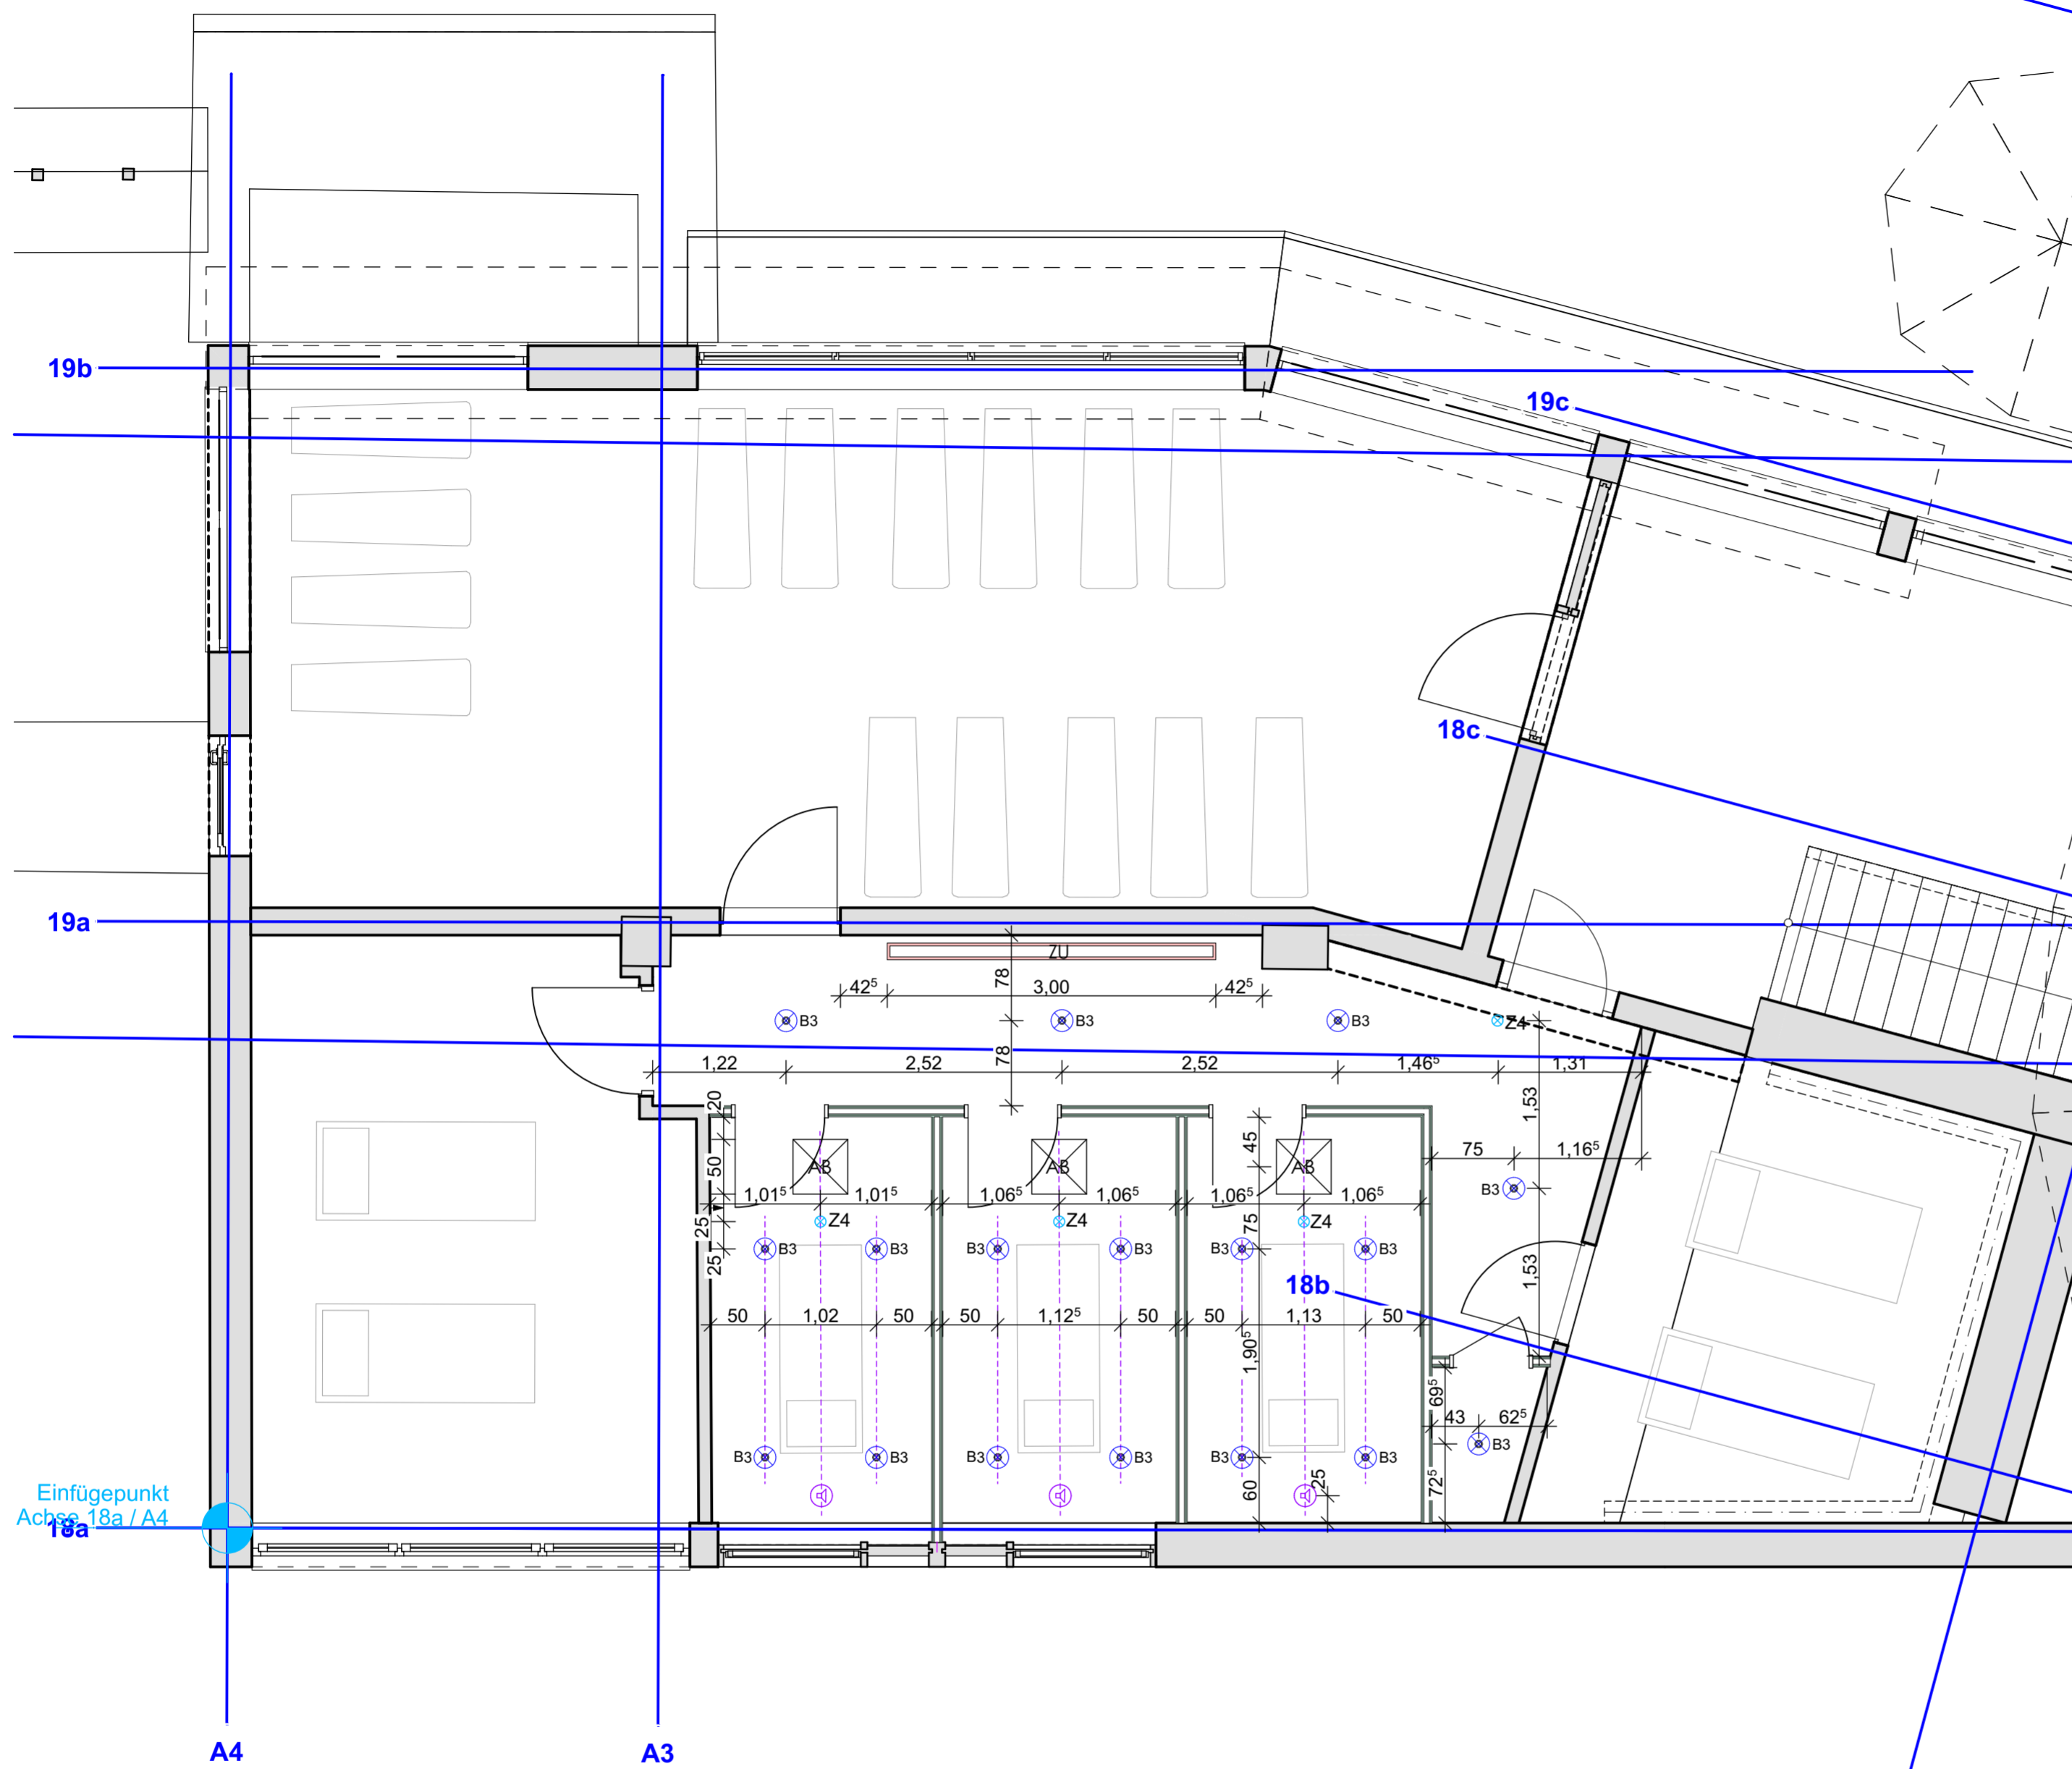 19b
19c
18c
19a
ZU
78
42⁵
3,00
42⁵
B3
B3
B3
Z4
78
1,22
2,52
2,52
1,46⁵
1,31
20
1,53
45
75
1,16⁵
50
AB
AB
AB
B3
1,01⁵
1,01⁵
1,06⁵
1,06⁵
1,06⁵
1,06⁵
25
Z4
Z4
75
Z4
25
B3
B3
B3
B3
B3
B3
1,53
18b
50
1,02
50
50
1,12⁵
50
50
1,13
50
1,90⁵
69⁵
43
62⁵
B3
B3
B3
B3
B3
B3
B3
60
25
72⁵
Einfügepunkt
Achse 18a / A4
18a
A4
A3